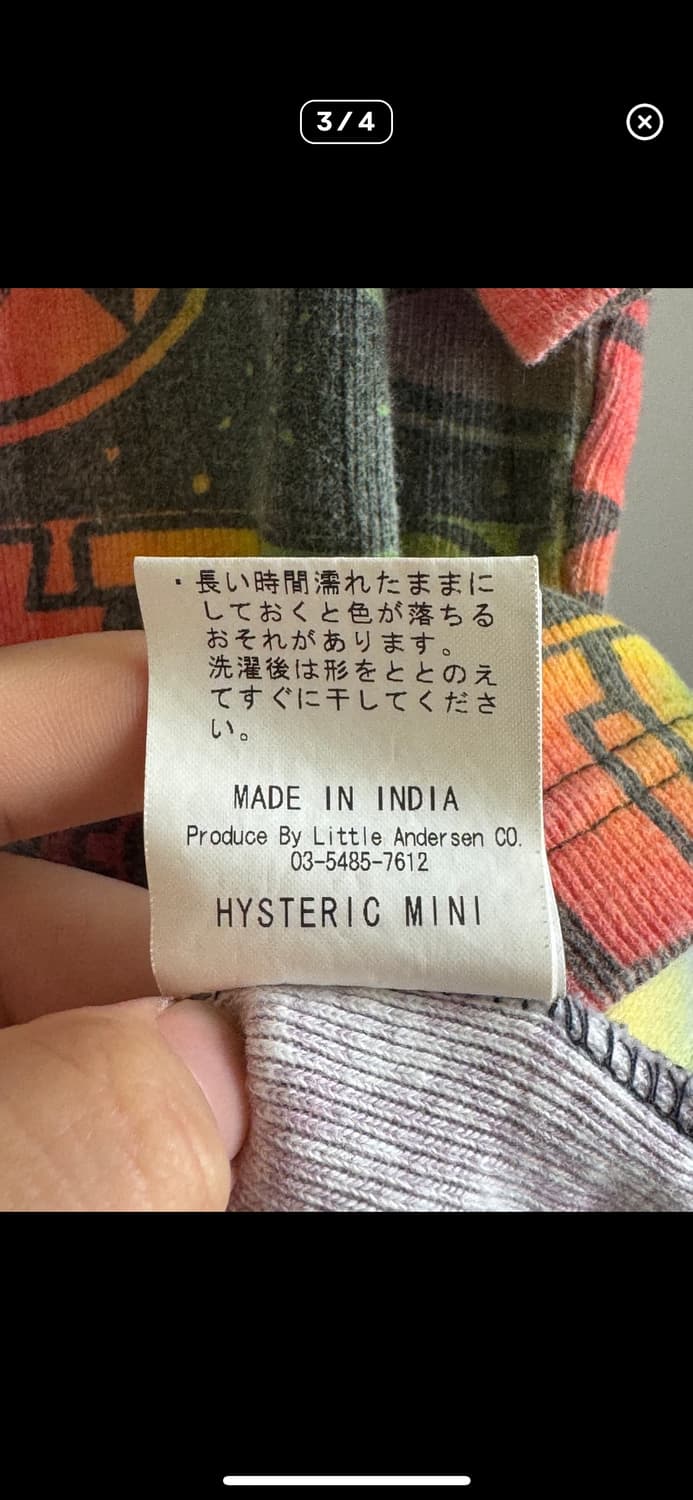 3/4
・長い時間濡れたままに
しておくと色が落ちる
おそれがあります。
洗濯後は形をととのえ
てすぐに干してくださ
い。
MADE IN INDIA
Produce By Little Andersen CO.
03-5485-7612
HYSTERIC MINI